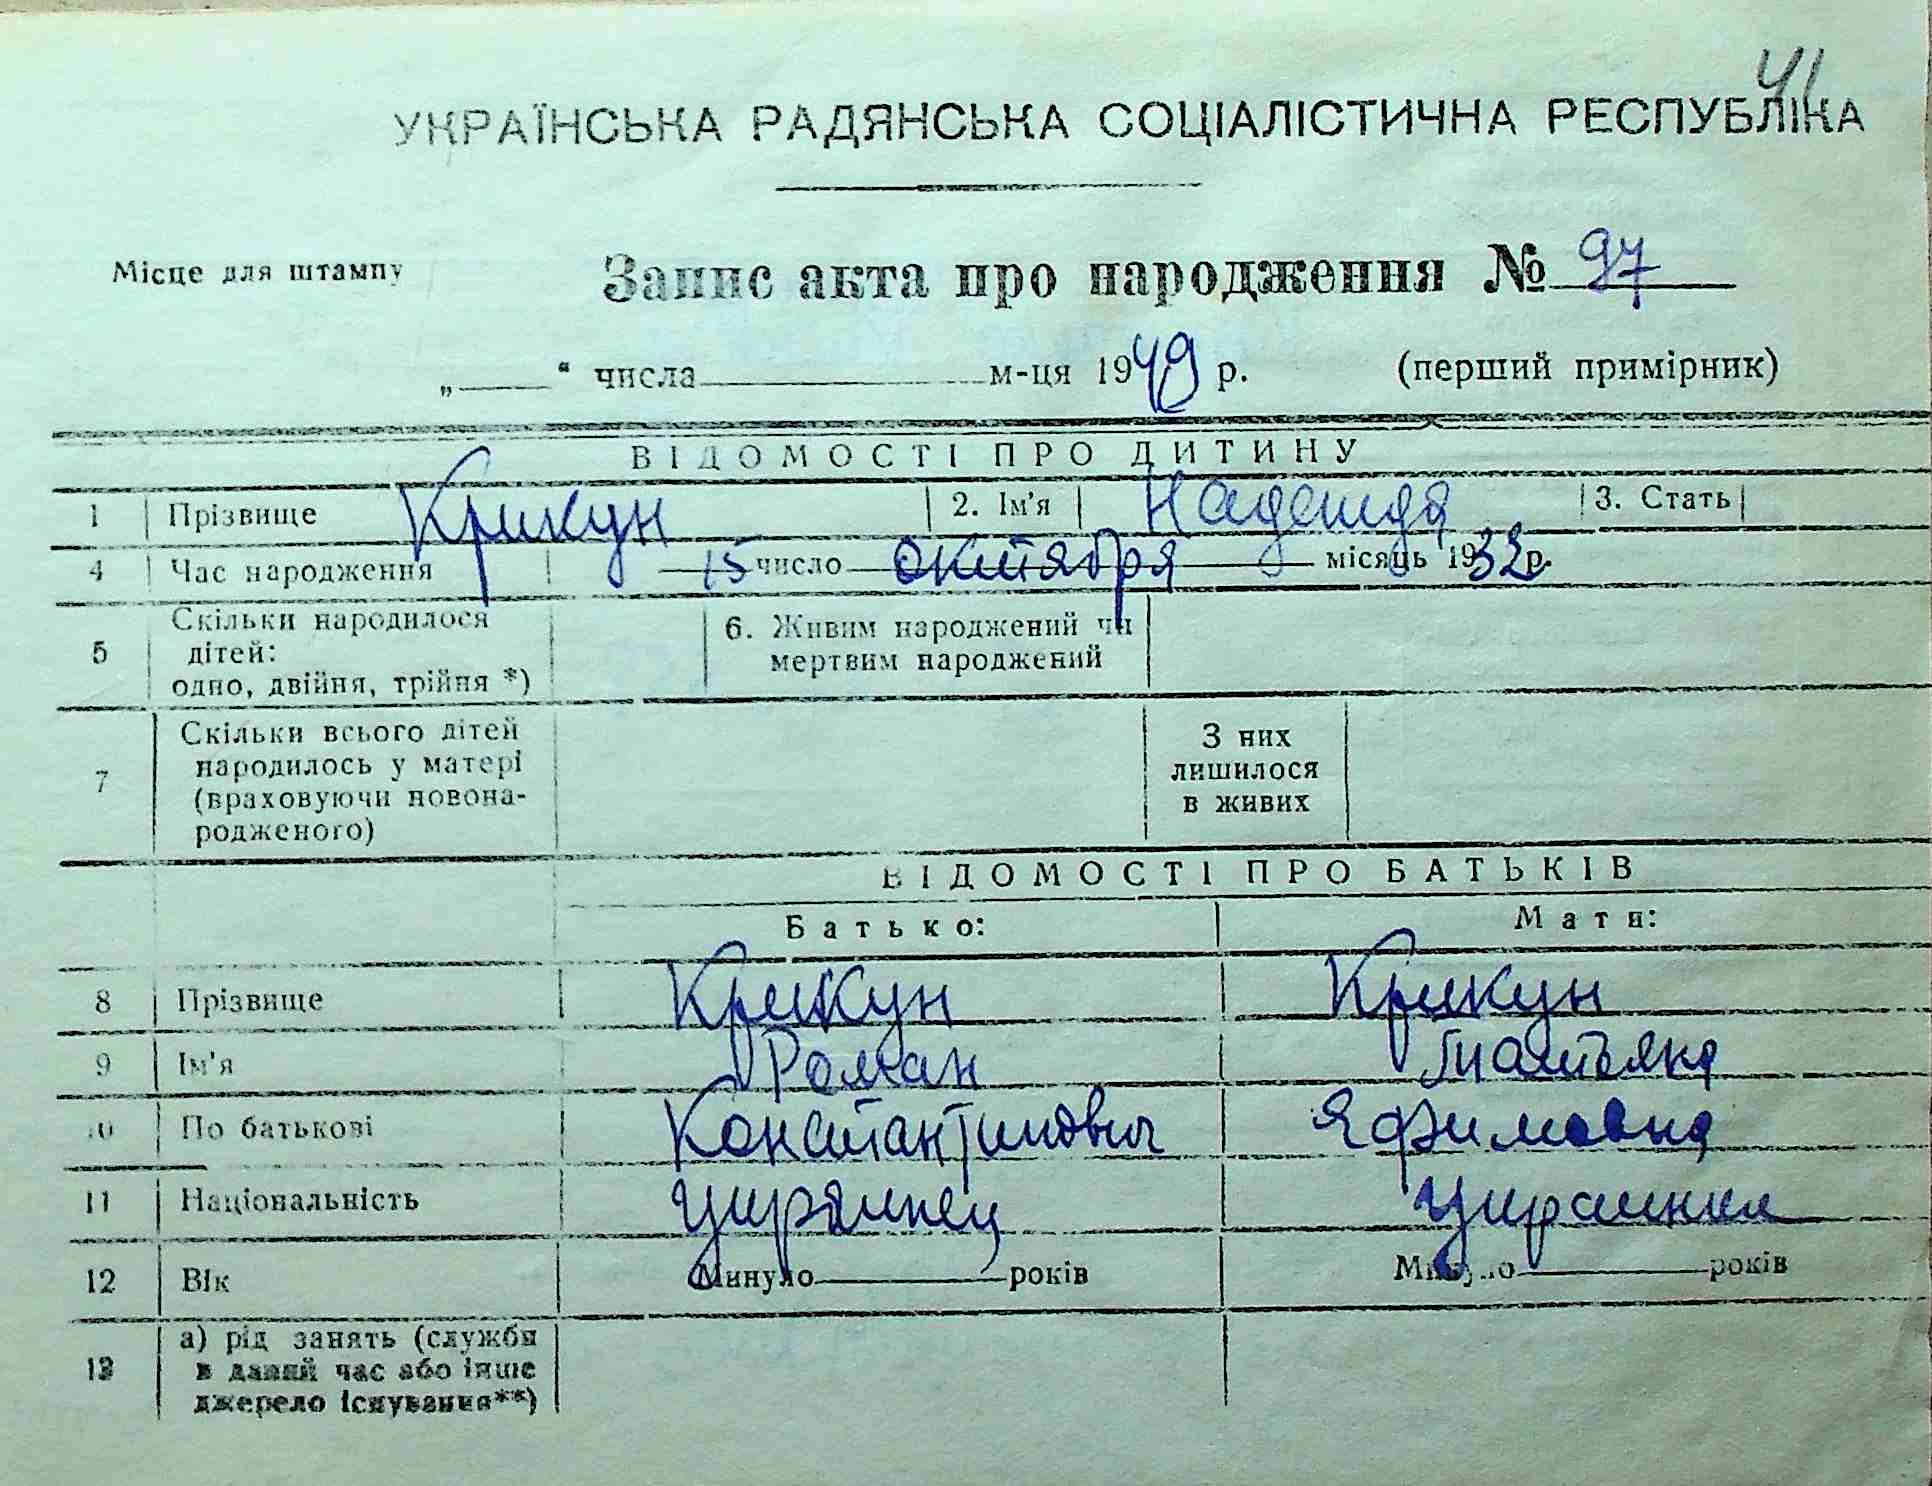 41
УКРАЇНСЬКА РАДЯНСЬКА СОЦІАЛІСТИЧНА РЕСПУБЛІКА
Місце для штампу
Запис акта про народження № 97
„ “ числа м-ця 1949 р. (перший примірник)
ВІДОМОСТІ ПРО ДИТИНУ
1 Прізвище Крикун 2. Ім'я Надежда 3. Стать
4 Час народження 15 число октября місяць 1932 р.
5 Скільки народилося
дітей:
одно, двійня, трійня *)
6. Живим народжений чи
мертвим народжений
7 Скільки всього дітей
народилось у матері
(враховуючи новона-
родженого)
З них
лишилося
в живих
ВІДОМОСТІ ПРО БАТЬКІВ
Батько: Мати:
8 Прізвище Крикун Крикун
9 Ім'я Роман Татьяна
10 По батькові Константинович Яфимовна
11 Національність украинец украинка
12 Вік Минуло років Минуло років
13 а) рід занять (служби
в даний час або інше
джерело існування**)